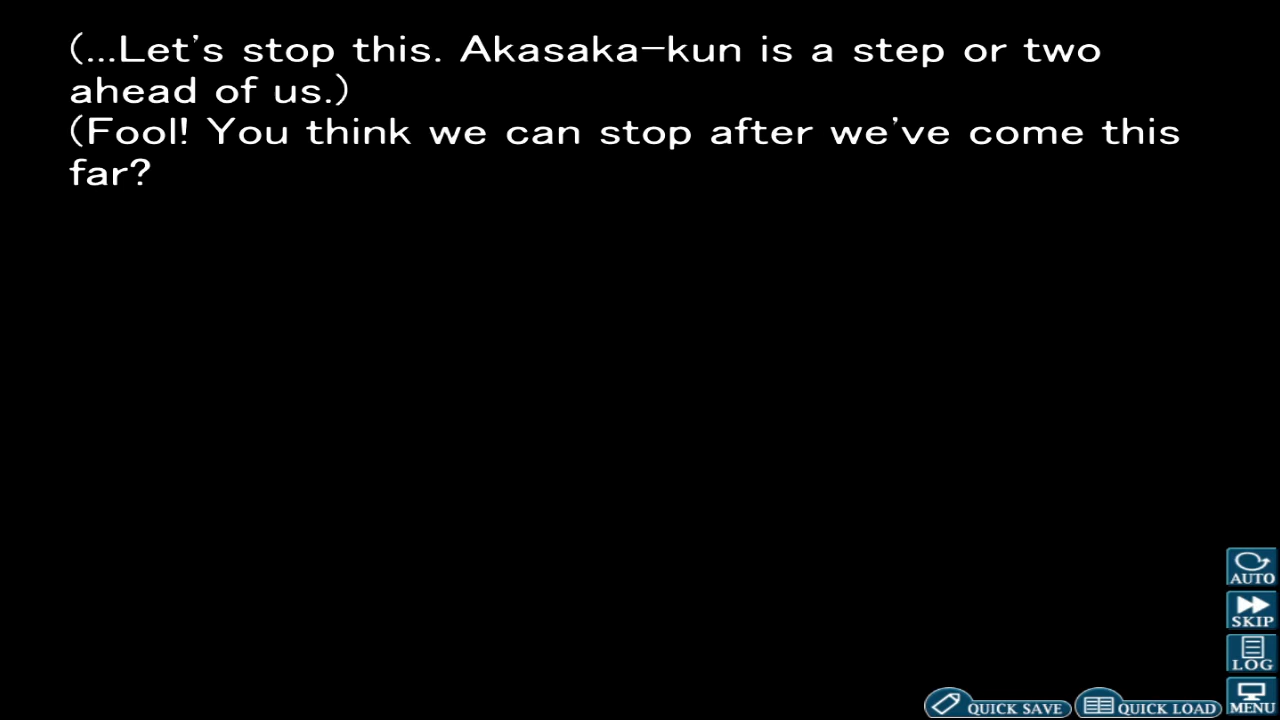 (...Let's stop this. Akasaka-kun is a step or two
ahead of us.)
(Fool! You think we can stop after we've come this
far?
AUTO
SKIP
LOG
QUICK SAVE
QUICK LOAD
MENU